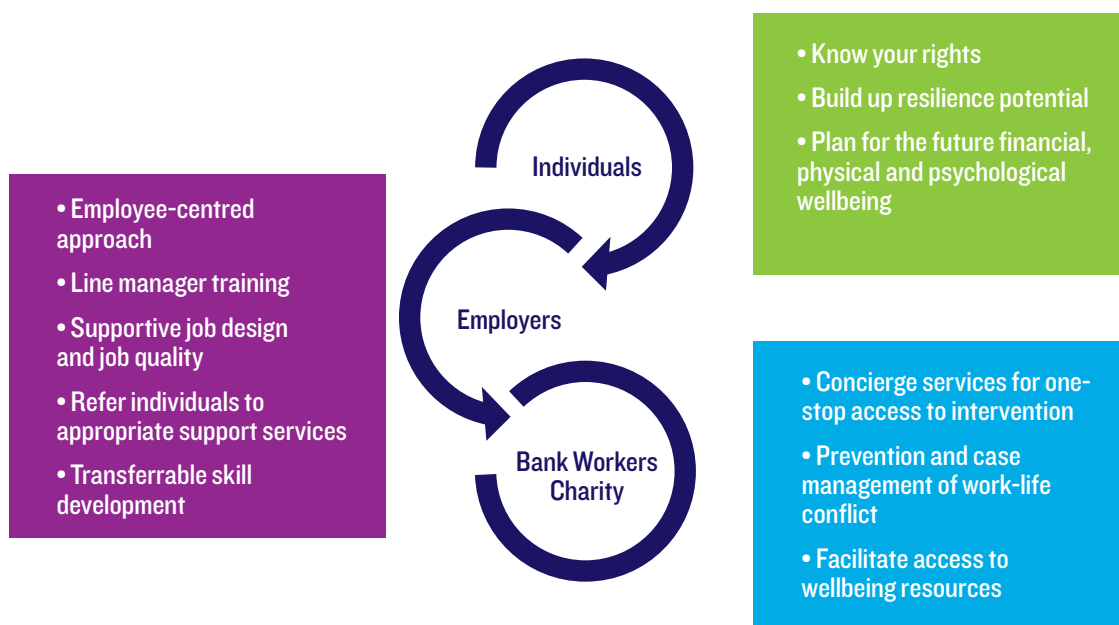 • Know your rights
• Build up resilience potential
• Plan for the future financial,
physical and psychological
wellbeing
Individuals
• Employee-centred
approach
• Line manager training
• Supportive job design
and job quality
• Refer individuals to
appropriate support services
• Transferrable skill
development
Employers
Bank Workers
Charity
• Concierge services for one-
stop access to intervention
• Prevention and case
management of work-life
conflict
• Facilitate access to
wellbeing resources